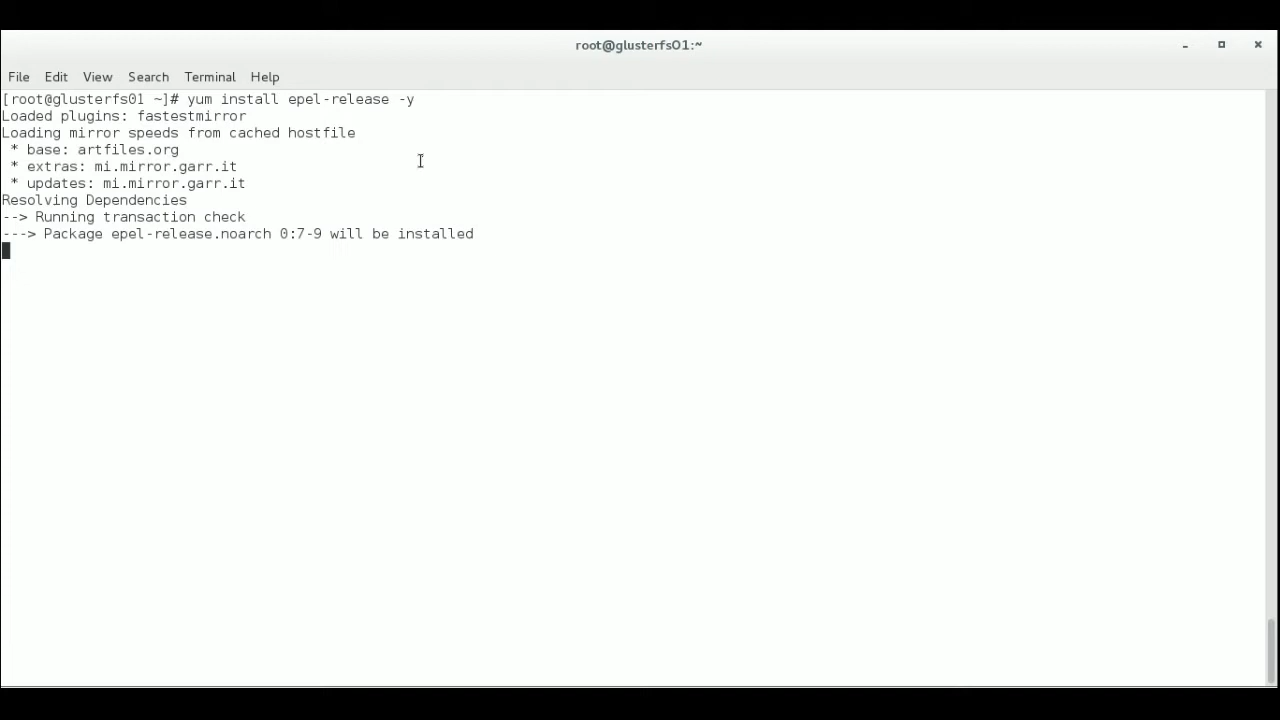 root@glusterfs01:~
File Edit View Search Terminal Help
[root@glusterfs01 ~]# yum install epel-release -y
Loaded plugins: fastestmirror
Loading mirror speeds from cached hostfile
 * base: artfiles.org
 * extras: mi.mirror.garr.it
 * updates: mi.mirror.garr.it
Resolving Dependencies
--> Running transaction check
---> Package epel-release.noarch 0:7-9 will be installed